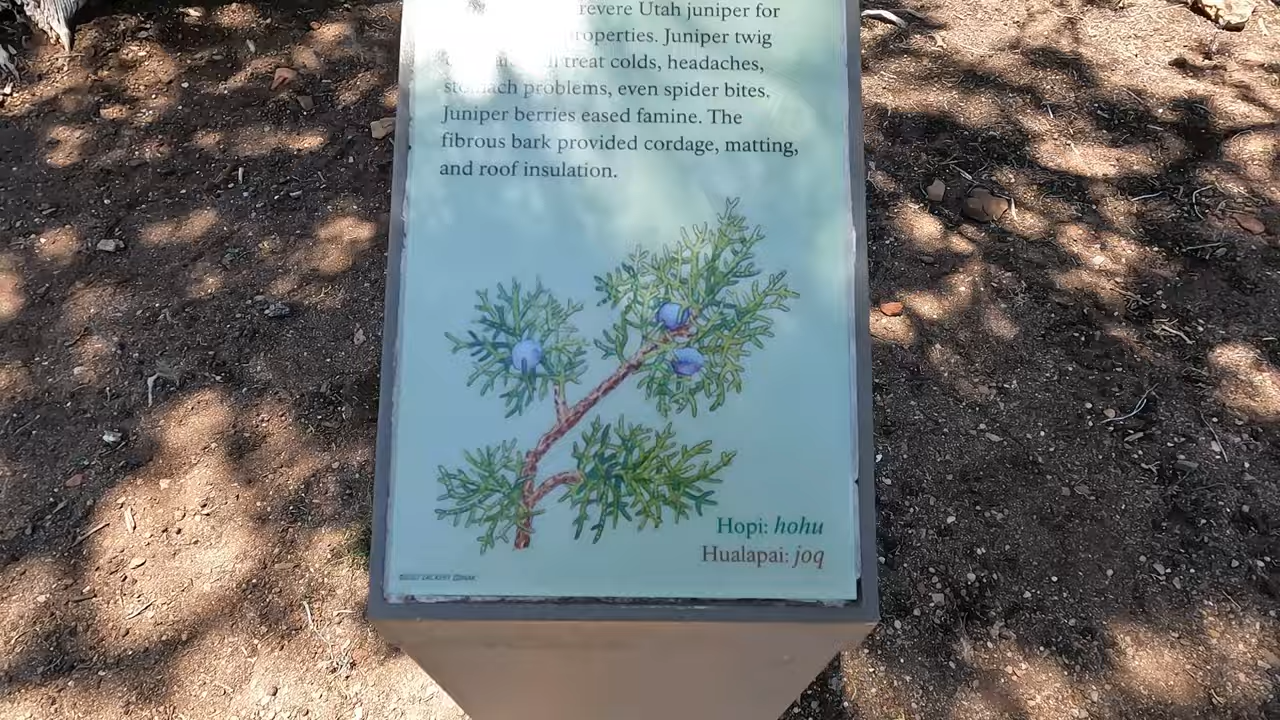 revere Utah juniper for
properties. Juniper twig
treat colds, headaches,
stomach problems, even spider bites.
Juniper berries eased famine. The
fibrous bark provided cordage, matting,
and roof insulation.
Hopi: hohu
Hualapai: joq